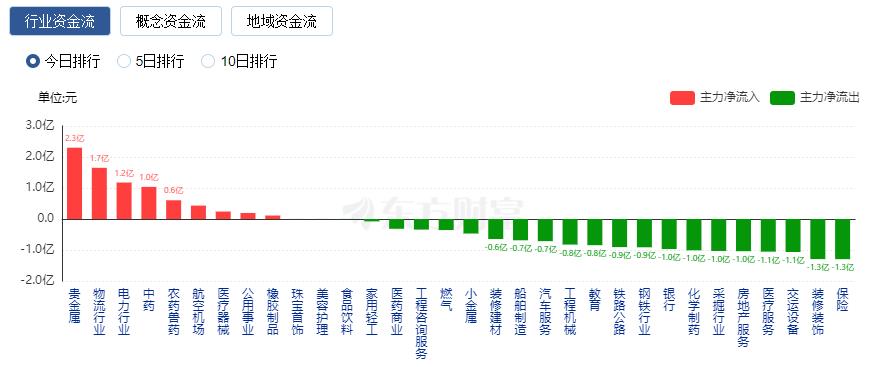 行业资金流 概念资金流 地域资金流
今日排行 5日排行 10日排行
单位:元 主力净流入 主力净流出
3.0亿
2.0亿
1.0亿
0.0
-1.0亿
-2.0亿
2.3亿 1.7亿 1.2亿 1.0亿 0.6亿
东方财富
-0.6亿 -0.7亿 -0.7亿 -0.8亿 -0.8亿 -0.9亿 -0.9亿 -1.0亿 -1.0亿 -1.0亿 -1.0亿 -1.1亿 -1.1亿 -1.3亿 -1.3亿
贵金属
物流行业
电力行业
中药
农药兽药
航空机场
医疗器械
公用事业
橡胶制品
珠宝首饰
美容护理
食品饮料
家用轻工
医药商业
工程咨询服务
燃气
小金属
装修建材
船舶制造
汽车服务
工程机械
教育
铁路公路
钢铁行业
银行
化学制药
采掘行业
房地产服务
医疗服务
交运设备
装修装饰
保险